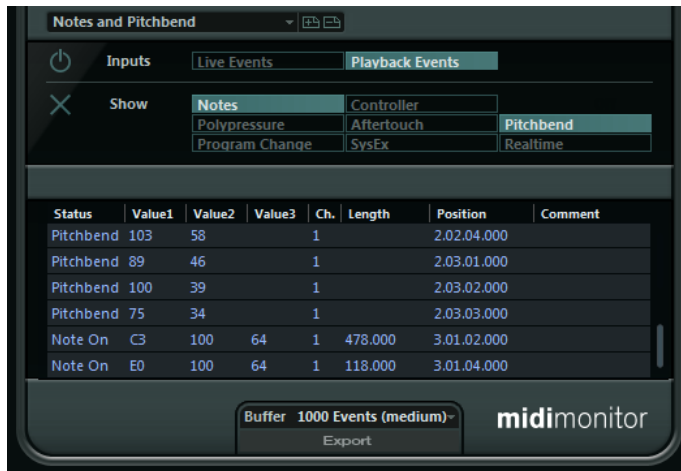 Notes and Pitchbend
Inputs Live Events Playback Events
Show Notes Controller
Polypressure Aftertouch Pitchbend
Program Change SysEx Realtime
Status Value1 Value2 Value3 Ch. Length Position Comment
Pitchbend 103 58 1 2.02.04.000
Pitchbend 89 46 1 2.03.01.000
Pitchbend 100 39 1 2.03.02.000
Pitchbend 75 34 1 2.03.03.000
Note On C3 100 64 1 478.000 3.01.02.000
Note On E0 100 64 1 118.000 3.01.04.000
Buffer 1000 Events (medium)
Export
midimonitor